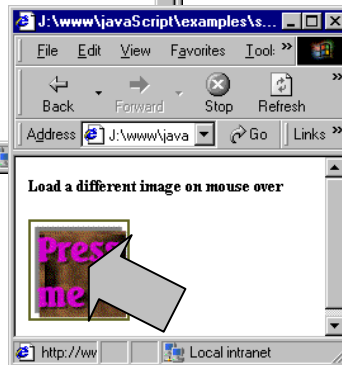 J:\www\javaScript\examples\s...
File Edit View Favorites Tool: »
Back Forward Stop Refresh »
Address J:\www\java Go Links »
Load a different image on mouse over
Press
me
http://ww Local intranet